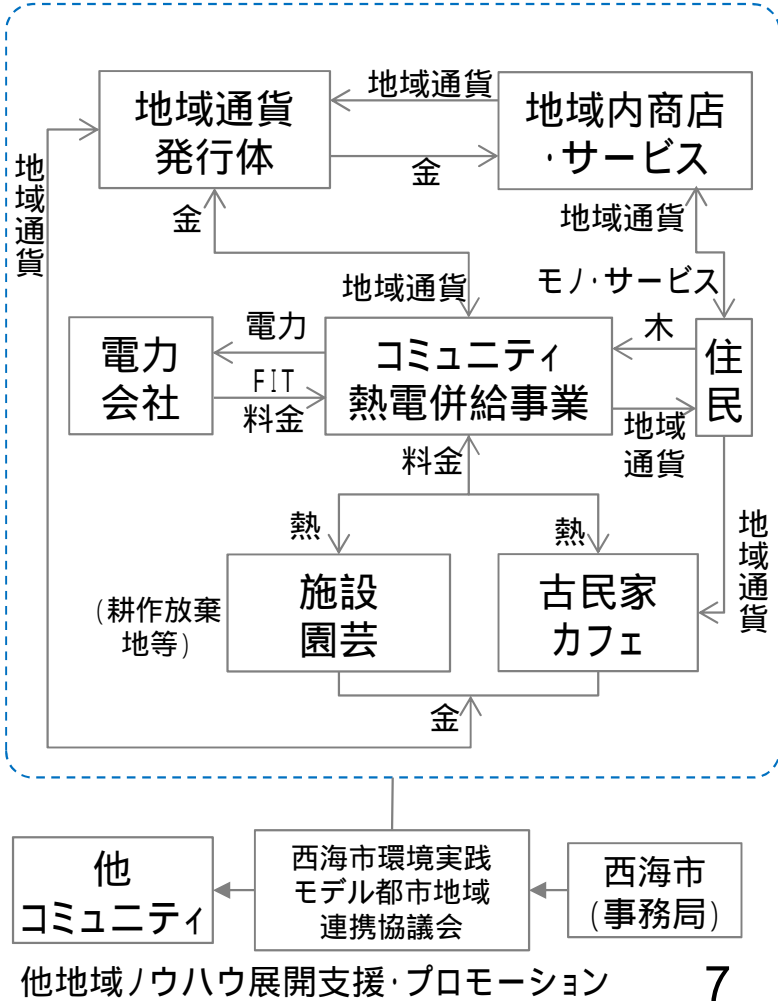 地域通貨
発行体
地域通貨
金
地域内商店
・サービス
地域通貨
金
地域通貨
地域通貨
モノ・サービス
電力
会社
電力
FIT
料金
コミュニティ
熱電併給事業
木
地域
通貨
住
民
料金
熱
熱
地域通貨
(耕作放棄
地等)
施設
園芸
古民家
カフェ
金
他
コミュニティ
西海市環境実践
モデル都市地域
連携協議会
西海市
(事務局)
他地域ノウハウ展開支援・プロモーション
7